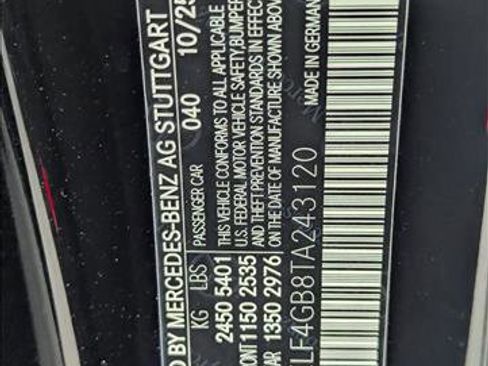 D BY MERCEDES-BENZ AG STUTTGART
040 10/25
KG LBS PASSENGER CAR
2450 5401 THIS VEHICLE CONFORMS TO ALL APPLICABLE
ONT 1150 2535 U.S. FEDERAL MOTOR VEHICLE SAFETY, BUMPER
AR 1350 2976 AND THEFT PREVENTION STANDARDS IN EFFECT
ON THE DATE OF MANUFACTURE SHOWN ABOVE
LF4GB8TA243120 MADE IN GERMANY